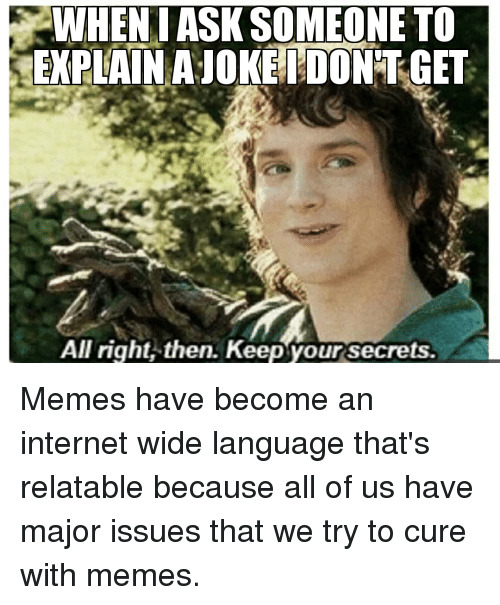 WHEN I ASK SOMEONE TO
EXPLAIN A JOKE I DON'T GET
All right, then. Keep your secrets.
Memes have become an
internet wide language that's
relatable because all of us have
major issues that we try to cure
with memes.